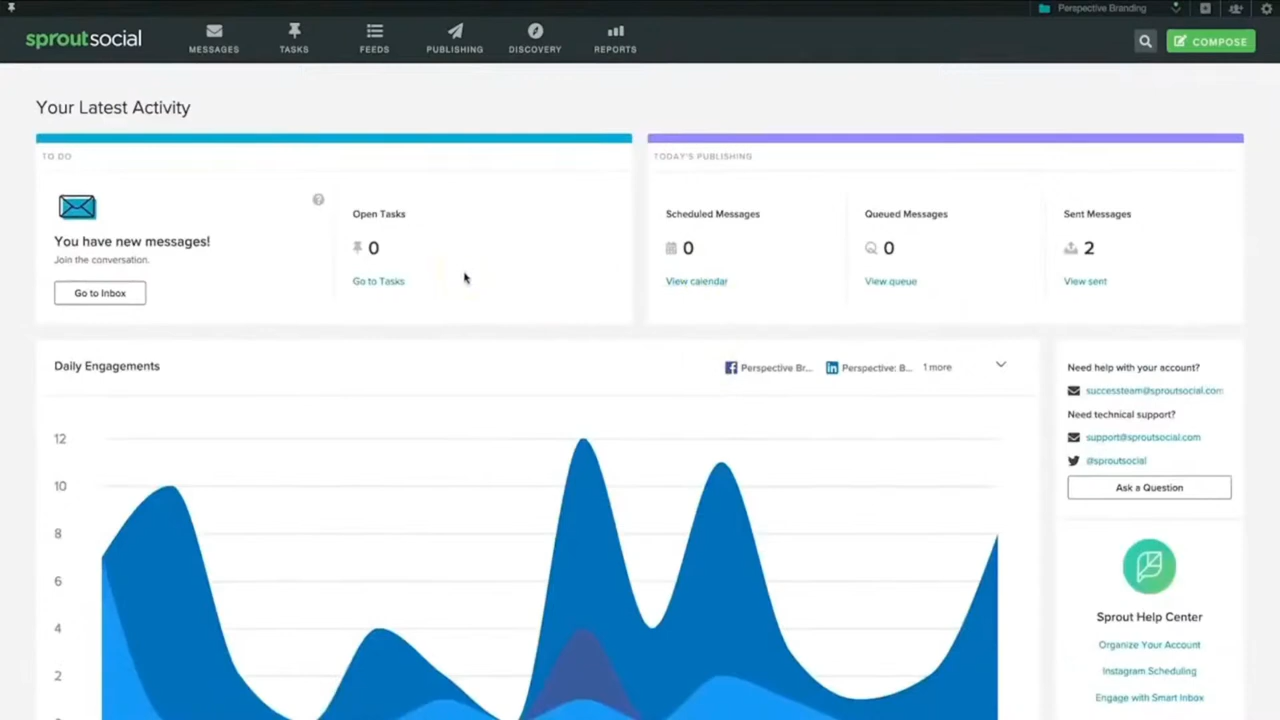 Perspective Branding
sproutsocial
MESSAGES
TASKS
FEEDS
PUBLISHING
DISCOVERY
REPORTS
COMPOSE
Your Latest Activity
TO DO
You have new messages!
Join the conversation.
Go to Inbox
?
Open Tasks
0
Go to Tasks
TODAY'S PUBLISHING
Scheduled Messages
0
View calendar
Queued Messages
0
View queue
Sent Messages
2
View sent
Daily Engagements
Perspective Br...
Perspective: B...
1 more
12
10
8
6
4
2
Need help with your account?
successteam@sproutsocial.com
Need technical support?
support@sproutsocial.com
@sproutsocial
Ask a Question
Sprout Help Center
Organize Your Account
Instagram Scheduling
Engage with Smart Inbox